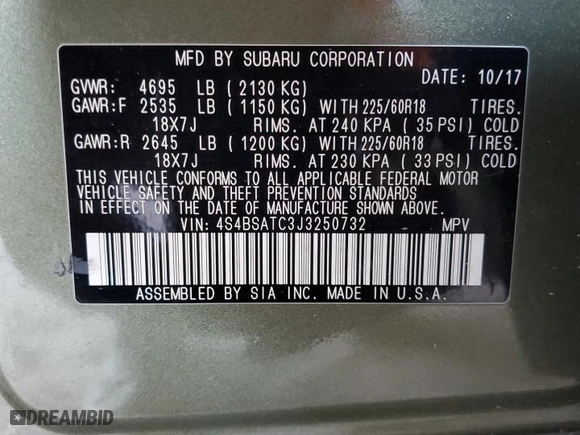 MFD BY SUBARU CORPORATION
DATE: 10/17
GVWR: 4695 LB ( 2130 KG)
GAWR:F 2535 LB ( 1150 KG) WITH 225/60R18 TIRES.
18X7J RIMS. AT 240 KPA ( 35 PSI) COLD
GAWR:R 2645 LB ( 1200 KG) WITH 225/60R18 TIRES.
18X7J RIMS. AT 230 KPA ( 33 PSI) COLD
THIS VEHICLE CONFORMS TO ALL APPLICABLE FEDERAL MOTOR
VEHICLE SAFETY AND THEFT PREVENTION STANDARDS
IN EFFECT ON THE DATE OF MANUFACTURE SHOWN ABOVE.
VIN: 4S4BSATC3J3250732 MPV
ASSEMBLED BY SIA INC. MADE IN U.S.A.
DREAMBID